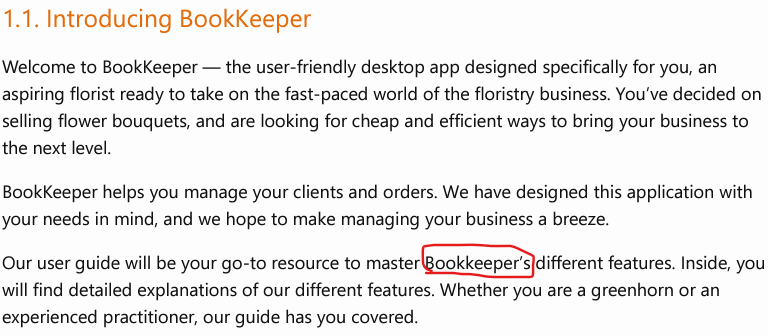 1.1. Introducing BookKeeper
Welcome to BookKeeper — the user-friendly desktop app designed specifically for you, an
aspiring florist ready to take on the fast-paced world of the floristry business. You’ve decided on
selling flower bouquets, and are looking for cheap and efficient ways to bring your business to
the next level.
BookKeeper helps you manage your clients and orders. We have designed this application with
your needs in mind, and we hope to make managing your business a breeze.
Our user guide will be your go-to resource to master Bookkeeper’s different features. Inside, you
will find detailed explanations of our different features. Whether you are a greenhorn or an
experienced practitioner, our guide has you covered.